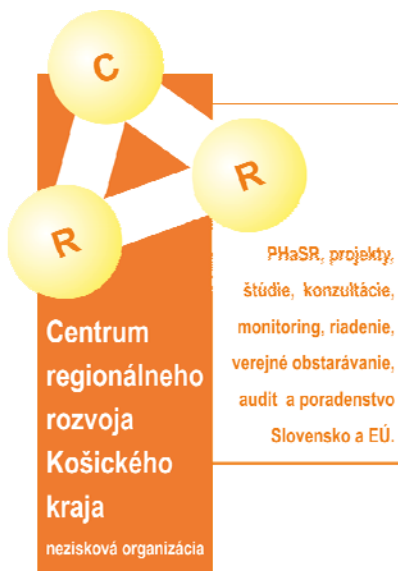 C
R
R
PHaSR, projekty,
štúdie, konzultácie,
monitoring, riadenie,
verejné obstarávanie,
audit a poradenstvo
Slovensko a EÚ.
Centrum
regionálneho
rozvoja
Košického
kraja
nezisková organizácia